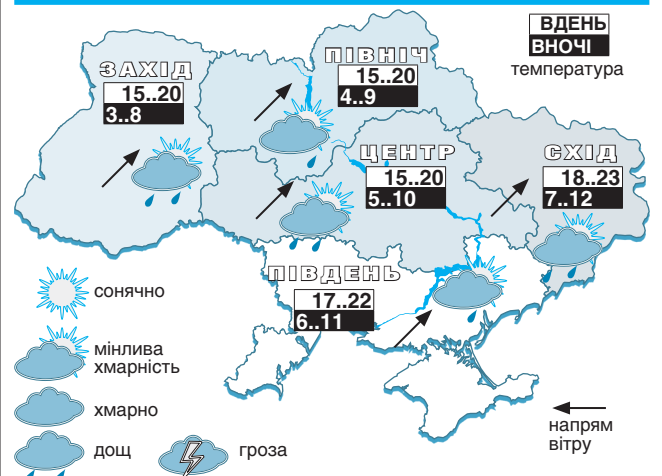 ВДЕНЬ
ВНОЧІ
температура
ЗАХІД
15..20
3..8
ПІВНІЧ
15..20
4..9
ЦЕНТР
15..20
5..10
СХІД
18..23
7..12
ПІВДЕНЬ
17..22
6..11
сонячно
мінлива
хмарність
хмарно
дощ
гроза
напрям
вітру